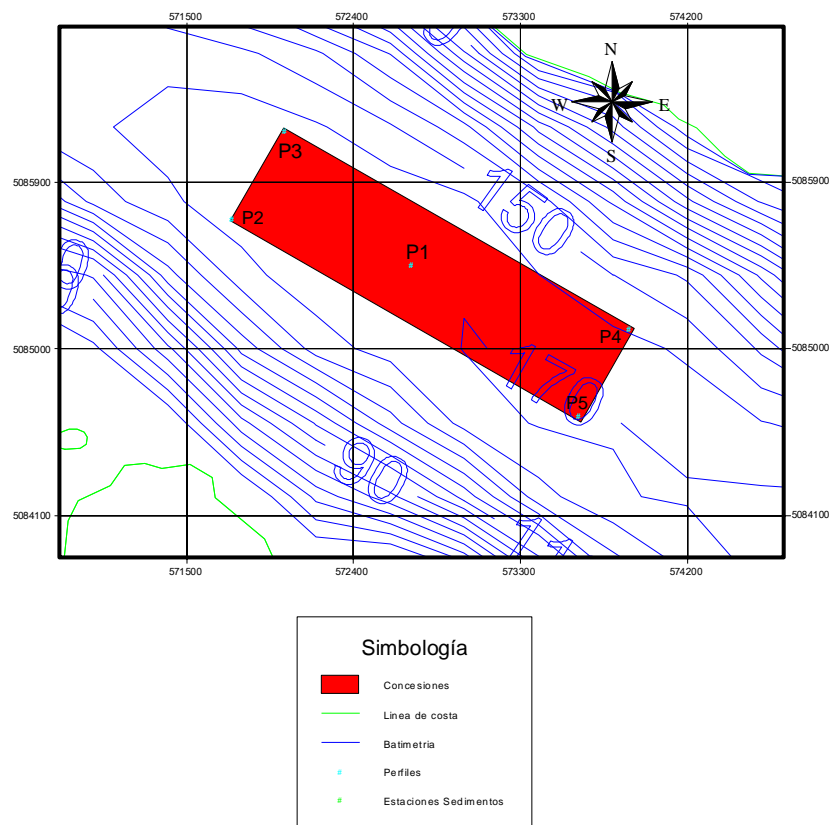 571500 572400 573300 574200
N
W E
S
P3
5085900 5085900
150
P2
P1
P4
5085000 5085000
170
P5
90
5084100 5084100
571500 572400 573300 574200
Simbología
Concesiones
Linea de costa
Batimetria
Perfiles
Estaciones Sedimentos